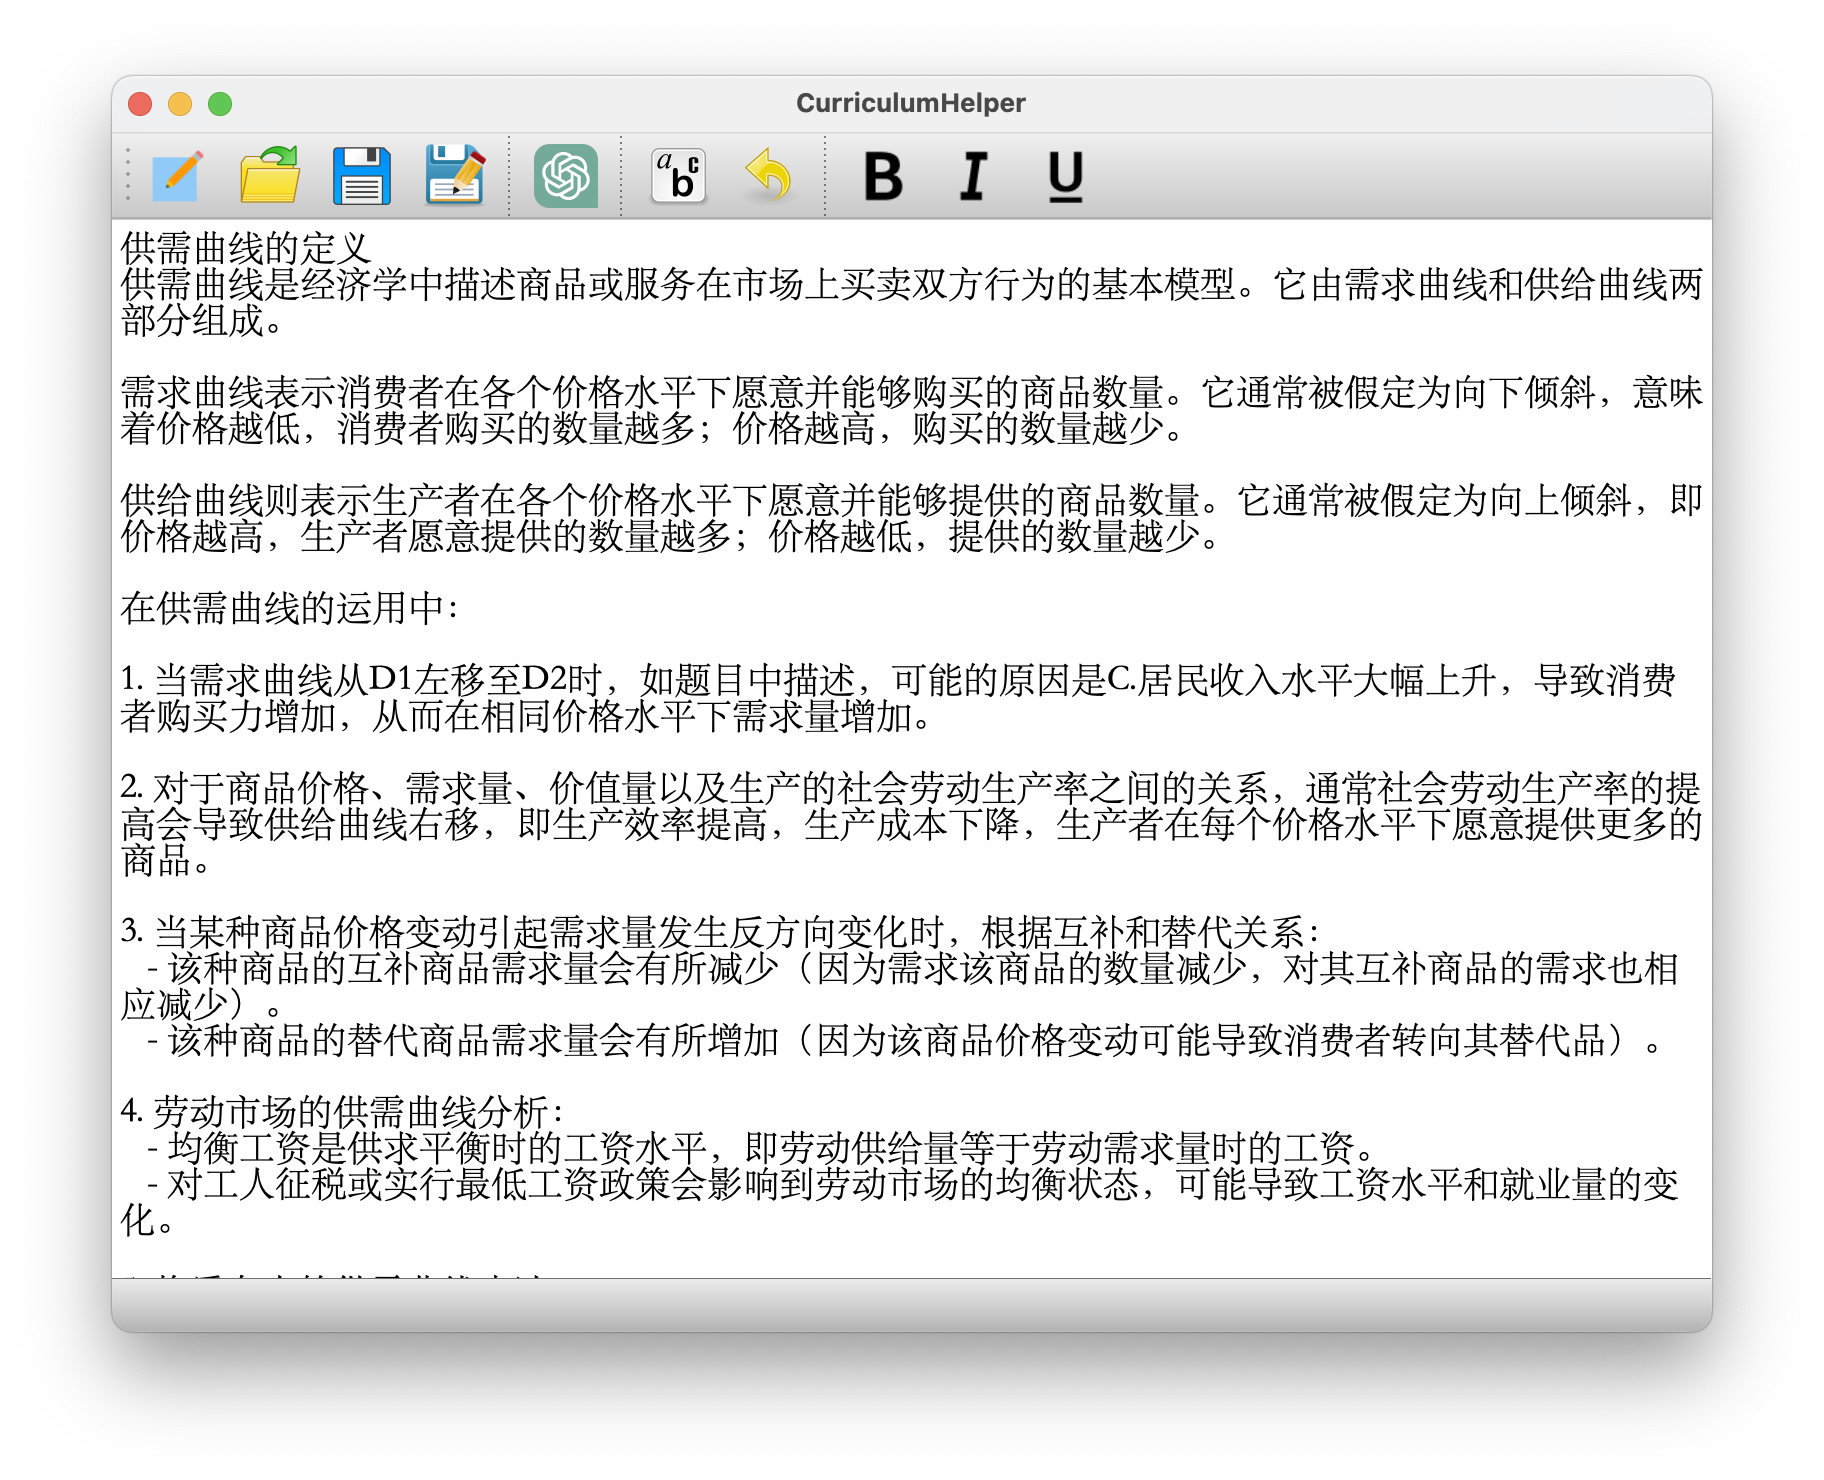 CurriculumHelper
a b c
B I U
供需曲线的定义
供需曲线是经济学中描述商品或服务在市场上买卖双方行为的基本模型。它由需求曲线和供给曲线两
部分组成。
需求曲线表示消费者在各个价格水平下愿意并能够购买的商品数量。它通常被假定为向下倾斜，意味
着价格越低，消费者购买的数量越多；价格越高，购买的数量越少。
供给曲线则表示生产者在各个价格水平下愿意并能够提供的商品数量。它通常被假定为向上倾斜，即
价格越高，生产者愿意提供的数量越多；价格越低，提供的数量越少。
在供需曲线的运用中：
1. 当需求曲线从D1左移至D2时，如题目中描述，可能的原因是C.居民收入水平大幅上升，导致消费
者购买力增加，从而在相同价格水平下需求量增加。
2. 对于商品价格、需求量、价值量以及生产的社会劳动生产率之间的关系，通常社会劳动生产率的提
高会导致供给曲线右移，即生产效率提高，生产成本下降，生产者在每个价格水平下愿意提供更多的
商品。
3. 当某种商品价格变动引起需求量发生反方向变化时，根据互补和替代关系：
- 该种商品的互补商品需求量会有所减少（因为需求该商品的数量减少，对其互补商品的需求也相
应减少）。
- 该种商品的替代商品需求量会有所增加（因为该商品价格变动可能导致消费者转向其替代品）。
4. 劳动市场的供需曲线分析：
- 均衡工资是供求平衡时的工资水平，即劳动供给量等于劳动需求量时的工资。
- 对工人征税或实行最低工资政策会影响到劳动市场的均衡状态，可能导致工资水平和就业量的变
化。